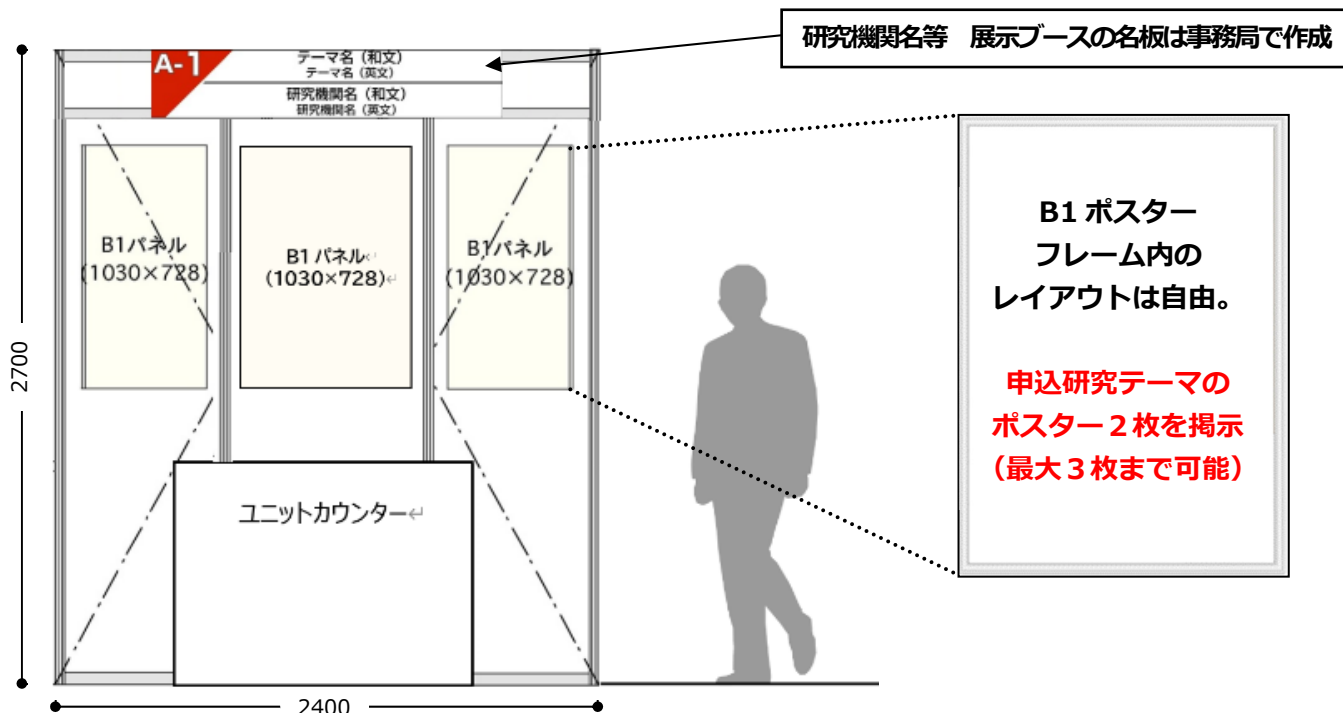 研究機関名等　展示ブースの名板は事務局で作成
A-1
テーマ名（和文）
テーマ名（英文）
研究機関名（和文）
研究機関名（英文）
B1パネル
(1030×728)
B1 パネル↵
(1030×728)↵
B1パネル
(1030×728)
B1 ポスター
フレーム内の
レイアウトは自由。
申込研究テーマの
ポスター２枚を掲示
（最大３枚まで可能）
ユニットカウンター↵
2700
2400